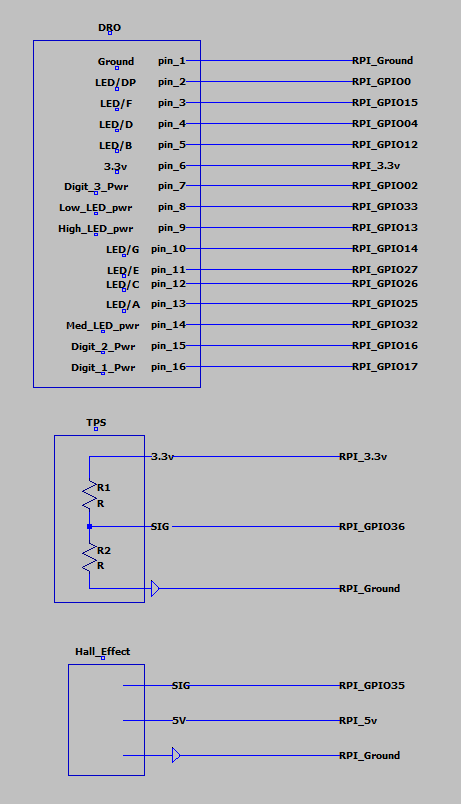 DRO
Ground pin_1 RPI_Ground
LED/DP pin_2 RPI_GPIO0
LED/F pin_3 RPI_GPIO15
LED/D pin_4 RPI_GPIO04
LED/B pin_5 RPI_GPIO12
3.3v pin_6 RPI_3.3v
Digit_3_Pwr pin_7 RPI_GPIO02
Low_LED_pwr pin_8 RPI_GPIO33
High_LED_pwr pin_9 RPI_GPIO13
LED/G pin_10 RPI_GPIO14
LED/E pin_11 RPI_GPIO27
LED/C pin_12 RPI_GPIO26
LED/A pin_13 RPI_GPIO25
Med_LED_pwr pin_14 RPI_GPIO32
Digit_2_Pwr pin_15 RPI_GPIO16
Digit_1_Pwr pin_16 RPI_GPIO17
TPS
3.3v RPI_3.3v
R1
R
SIG RPI_GPIO36
R2
R
RPI_Ground
Hall_Effect
SIG RPI_GPIO35
5V RPI_5v
RPI_Ground